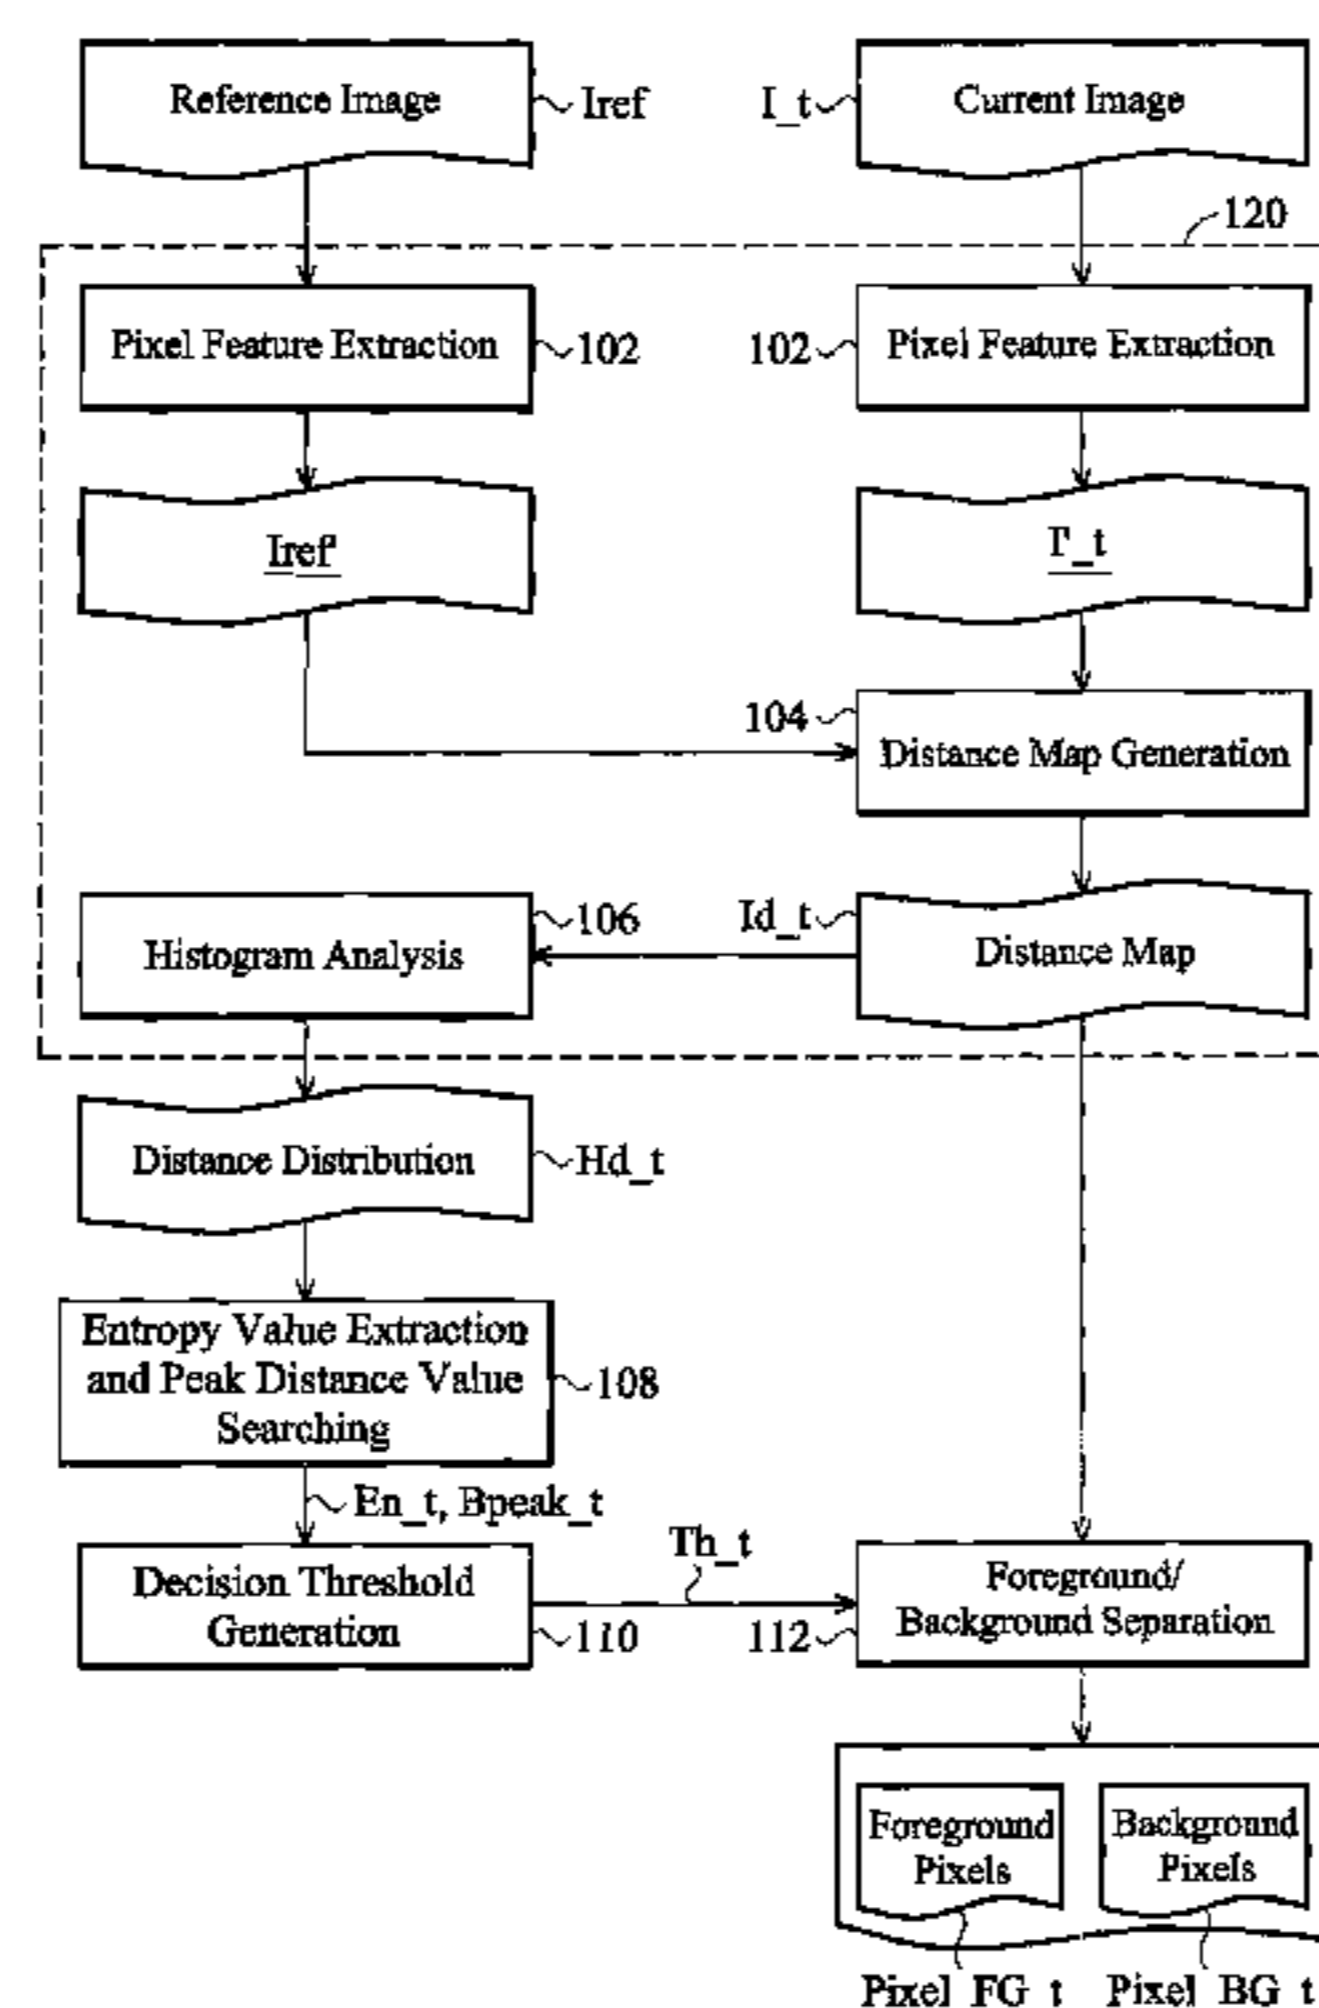 Reference Image
Iref
I_t
Current Image
120
Pixel Feature Extraction
102
102
Pixel Feature Extraction
Iref'
I'_t
104
Distance Map Generation
Histogram Analysis
106
Id_t
Distance Map
Distance Distribution
Hd_t
Entropy Value Extraction
and Peak Distance Value
Searching
108
En_t, Bpeak_t
Decision Threshold
Generation
110
Th_t
112
Foreground/
Background Separation
Foreground
Pixels
Background
Pixels
Pixel_FG_t
Pixel_BG_t